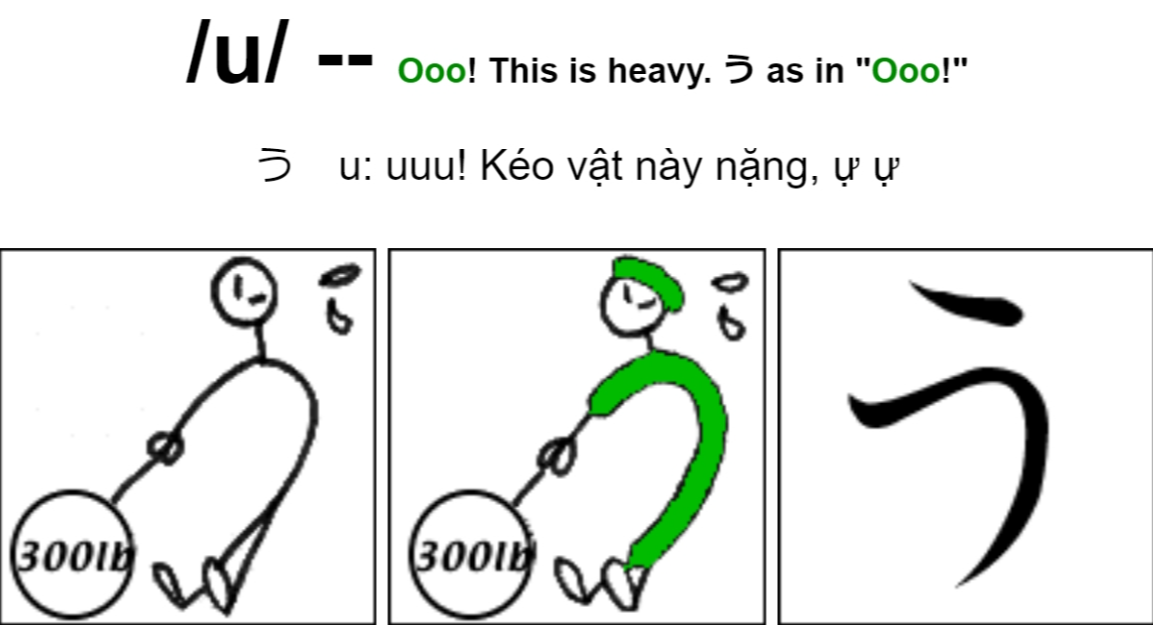 /u/ -- Ooo! This is heavy. う as in "Ooo!"
う u: uuu! Kéo vật này nặng, ự ự
300lb 300lb う